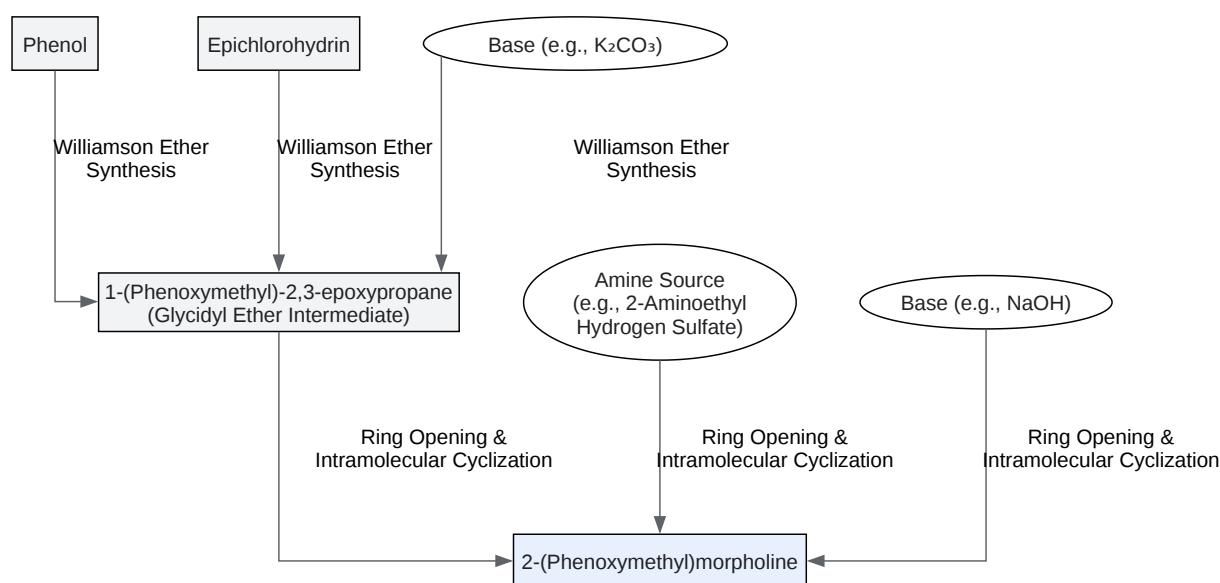 Phenol
Epichlorohydrin
Base (e.g., K₂CO₃)
Williamson Ether
Synthesis
Williamson Ether
Synthesis
Williamson Ether
Synthesis
1-(Phenoxymethyl)-2,3-epoxypropane
(Glycidyl Ether Intermediate)
Amine Source
(e.g., 2-Aminoethyl
Hydrogen Sulfate)
Base (e.g., NaOH)
Ring Opening &
Intramolecular Cyclization
Ring Opening &
Intramolecular Cyclization
Ring Opening &
Intramolecular Cyclization
2-(Phenoxymethyl)morpholine